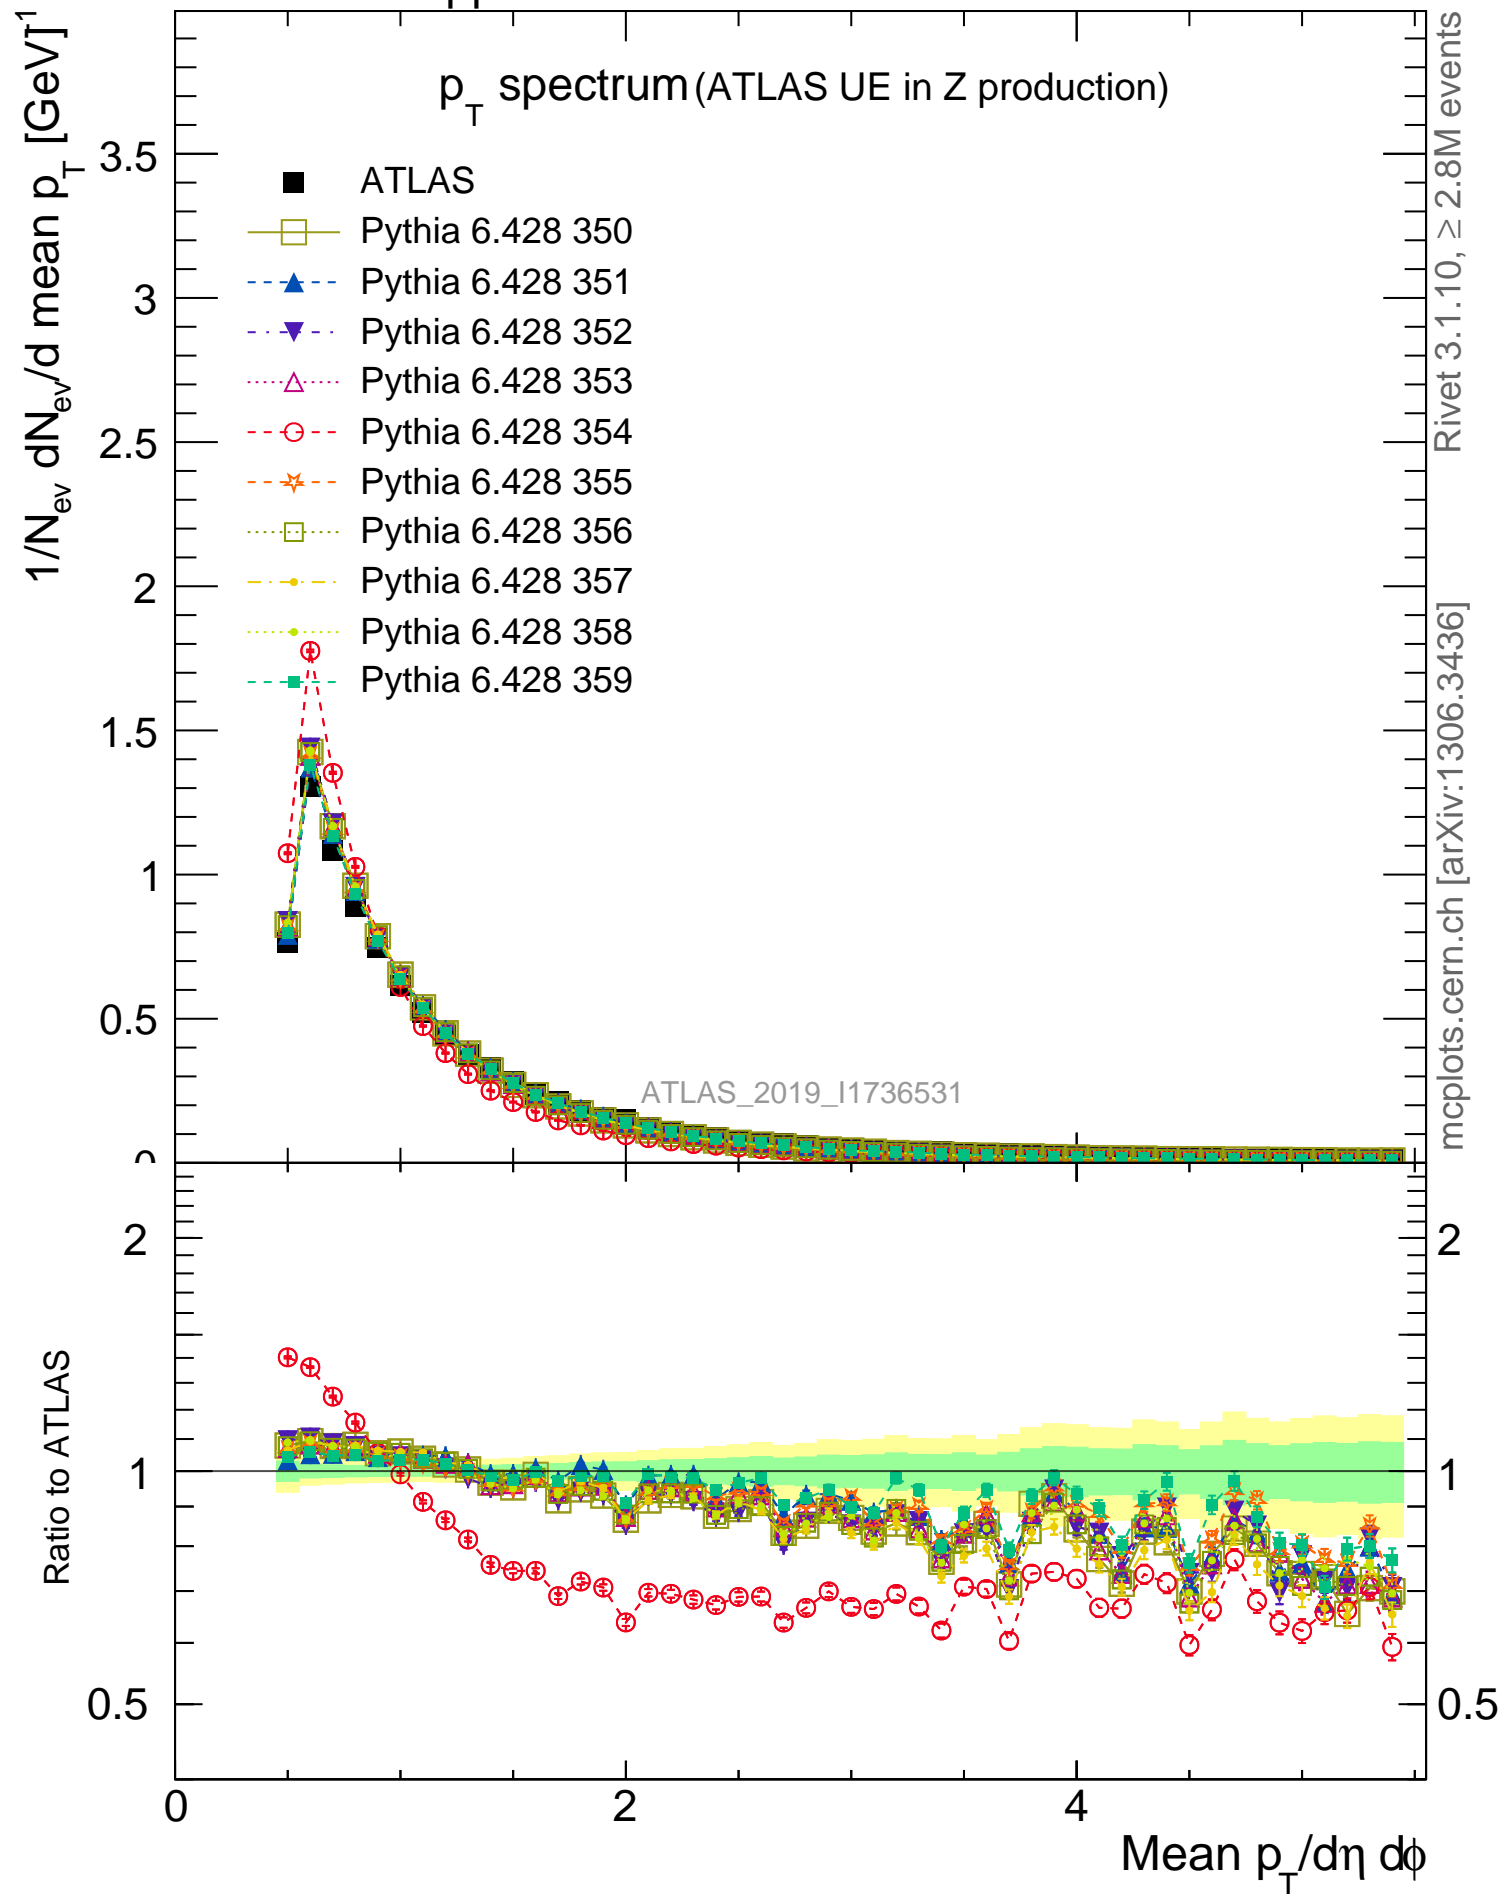 p_T spectrum (ATLAS UE in Z production)
1/N_ev dN_ev/d mean p_T [GeV]^-1
3.5
3
2.5
2
1.5
1
0.5
0
ATLAS
Pythia 6.428 350
Pythia 6.428 351
Pythia 6.428 352
Pythia 6.428 353
Pythia 6.428 354
Pythia 6.428 355
Pythia 6.428 356
Pythia 6.428 357
Pythia 6.428 358
Pythia 6.428 359
ATLAS_2019_I1736531
Rivet 3.1.10, ≥ 2.8M events
mcplots.cern.ch [arXiv:1306.3436]
Ratio to ATLAS
2
1
0.5
2
1
0.5
0
2
4
Mean p_T/dη dϕ